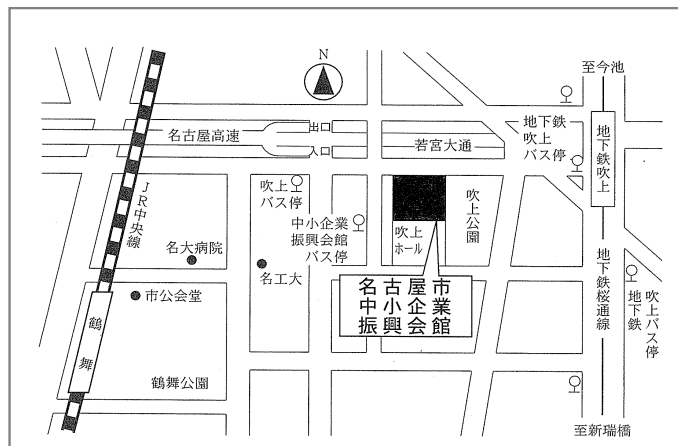 N
至今池
名古屋高速
出口
入口
若宮大通
地下鉄
吹上
バス停
地下鉄吹上
JR中央線
吹上
バス停
中小企業
振興会館
バス停
吹上
ホール
吹上公園
名大病院
名工大
市公会堂
名古屋市
中小企業
振興会館
地下鉄桜通線
地下鉄
吹上バス停
鶴舞
鶴舞公園
至新瑞橋